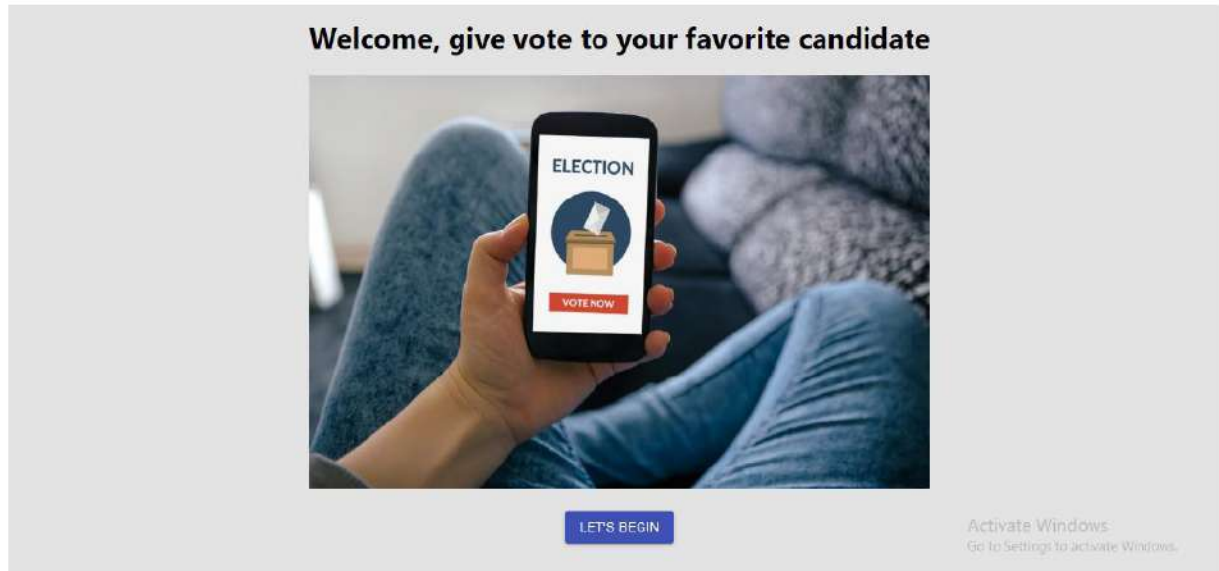 Welcome, give vote to your favorite candidate
ELECTION
VOTE NOW
LET'S BEGIN
Activate Windows
Go to Settings to activate Windows.